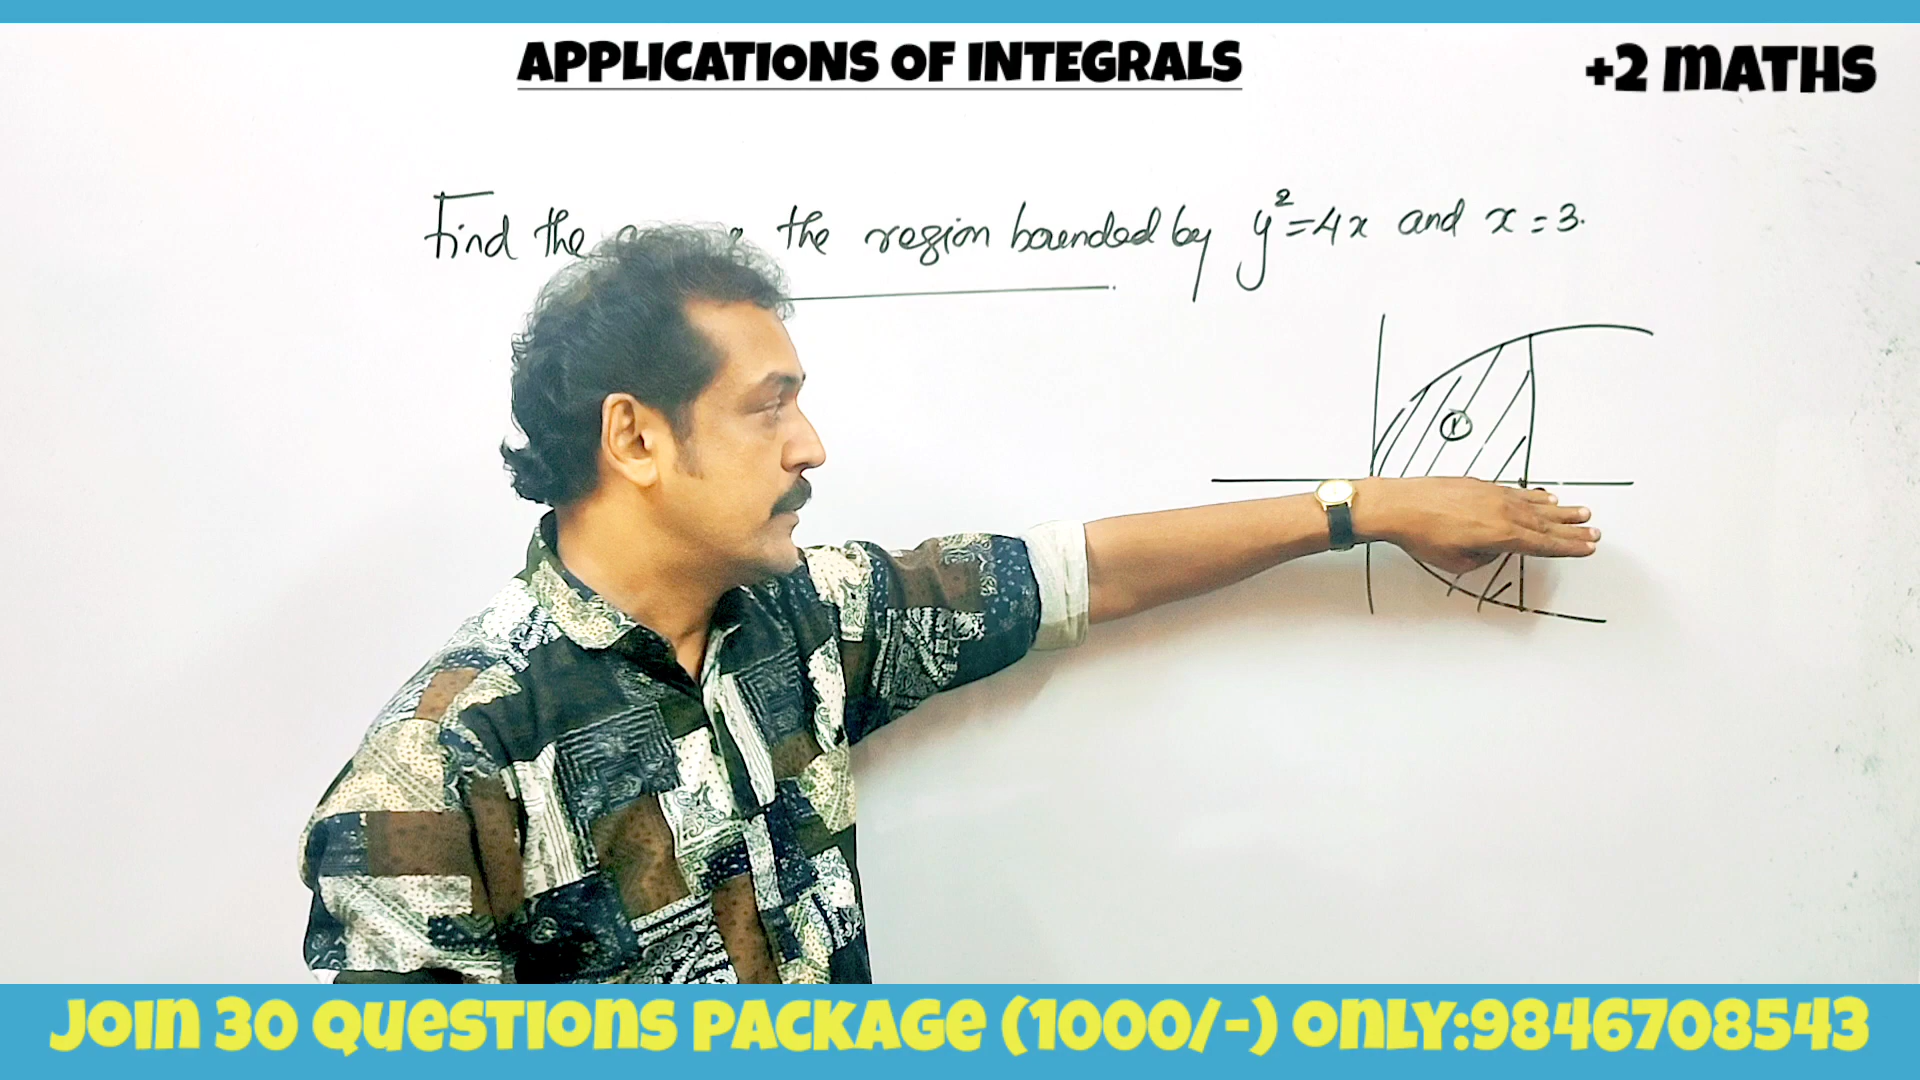 APPLICATIONS OF INTEGRALS
+2 MATHS
Find the the region bounded by y²=4x and x=3.
JOIN 30 QUESTIONS PACKAGE (1000/-) ONLY:9846708543